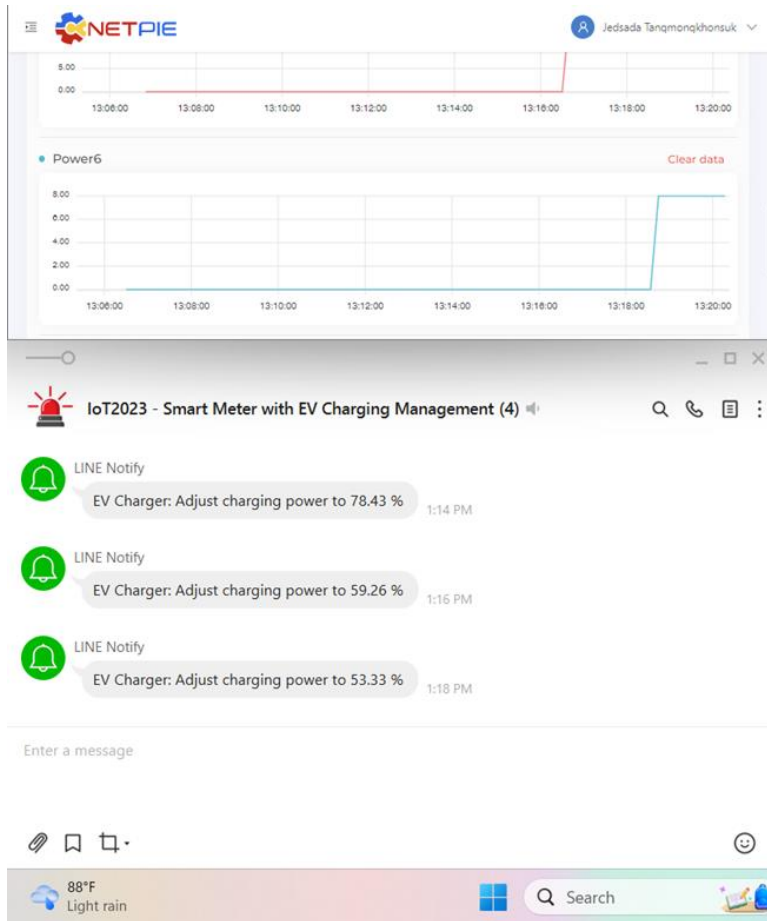 NETPIE
A Jedsada Tangmongkhonsuk
5.00
0.00
13:06:00 13:08:00 13:10:00 13:12:00 13:14:00 13:16:00 13:18:00 13:20:00
Power6 Clear data
8.00
6.00
4.00
2.00
0.00
13:06:00 13:08:00 13:10:00 13:12:00 13:14:00 13:16:00 13:18:00 13:20:00
IoT2023 - Smart Meter with EV Charging Management (4)
LINE Notify
EV Charger: Adjust charging power to 78.43 % 1:14 PM
LINE Notify
EV Charger: Adjust charging power to 59.26 % 1:16 PM
LINE Notify
EV Charger: Adjust charging power to 53.33 % 1:18 PM
Enter a message
88°F
Light rain
Search